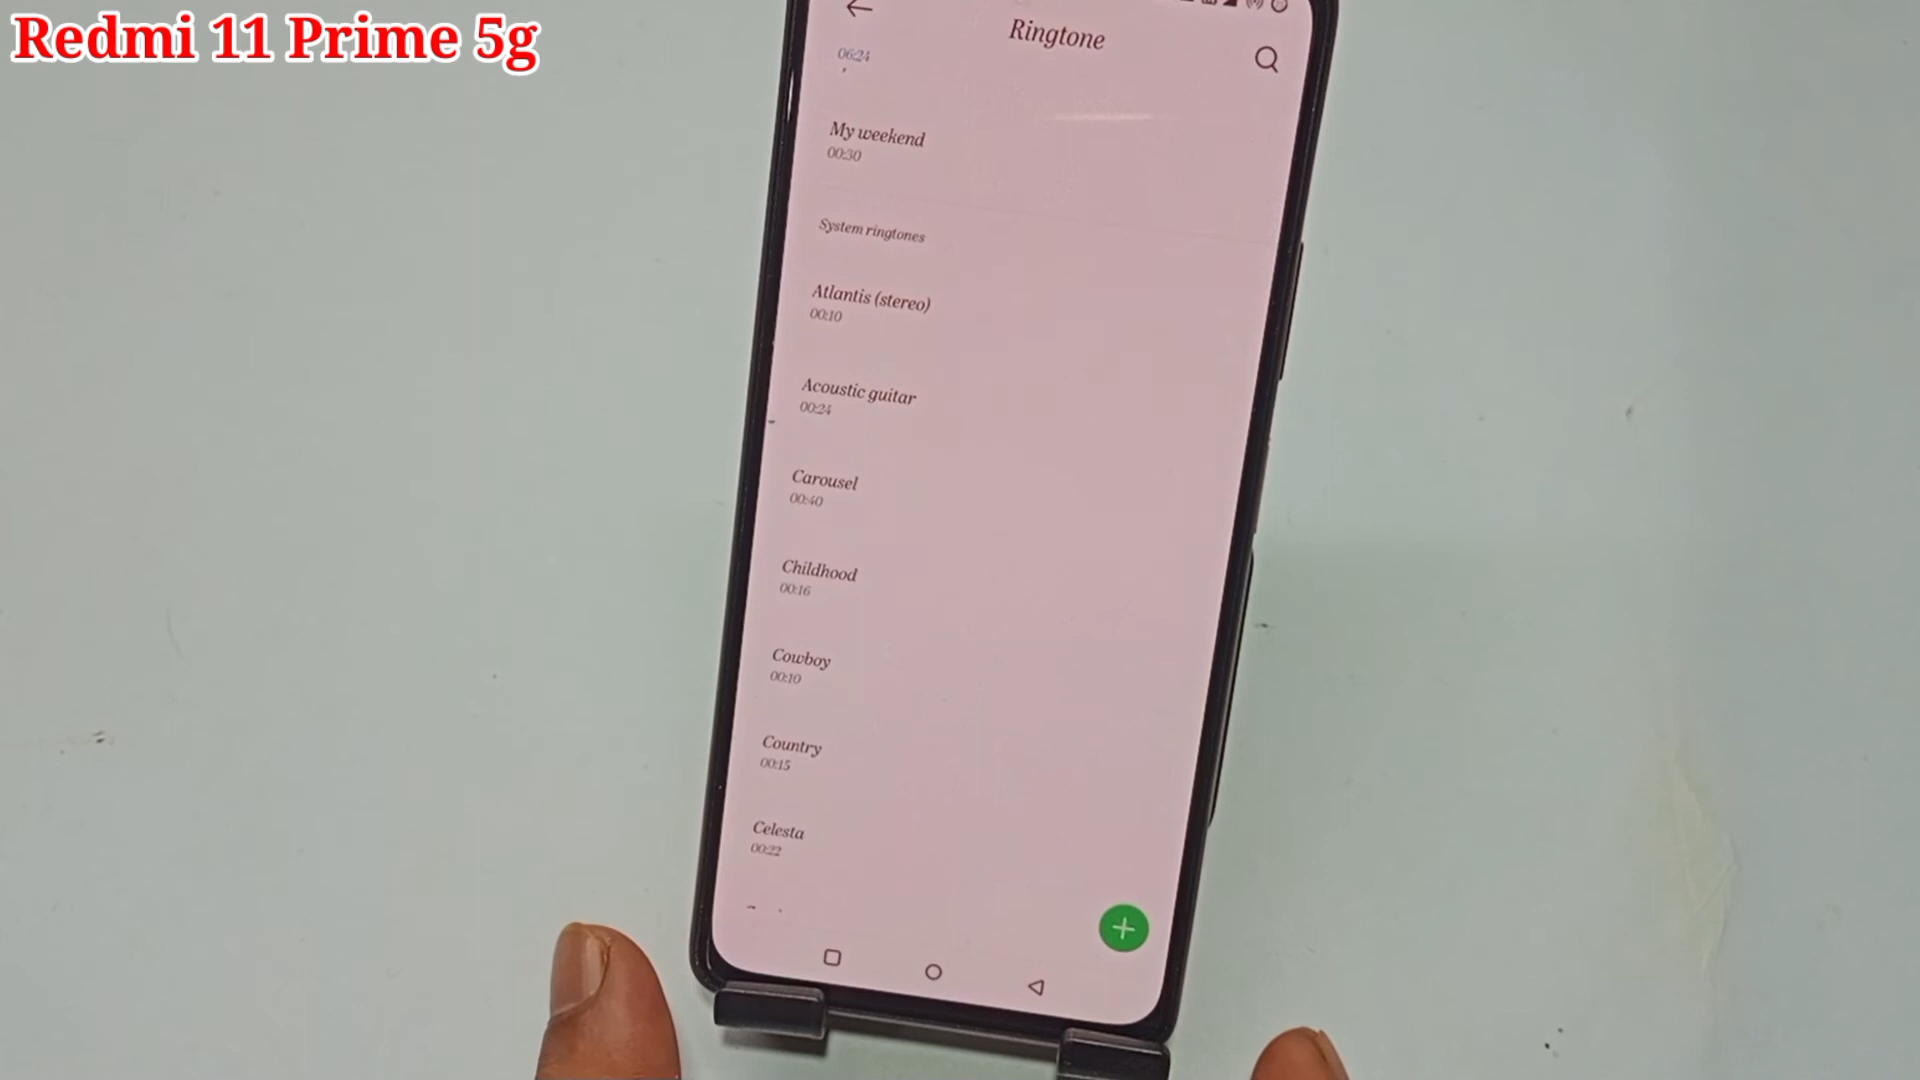 Redmi 11 Prime 5g
Ringtone
06:24
My weekend
00:30
System ringtones
Atlantis (stereo)
00:10
Acoustic guitar
00:24
Carousel
00:40
Childhood
00:16
Cowboy
00:10
Country
00:15
Celesta
00:22